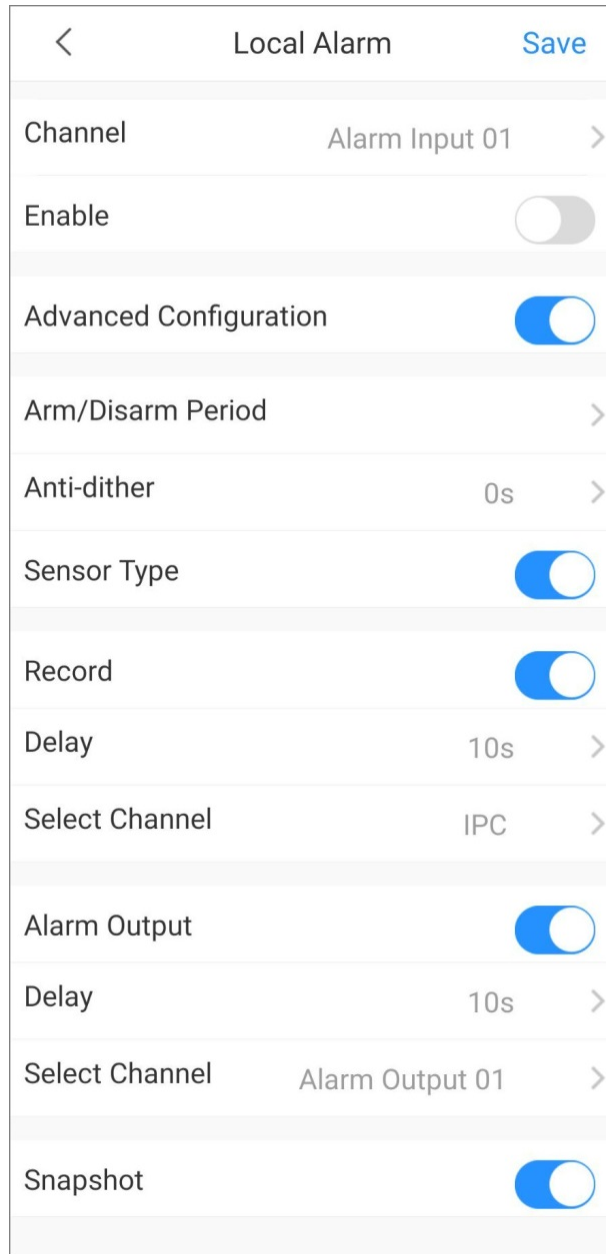 Local Alarm Save
Channel Alarm Input 01
Enable
Advanced Configuration
Arm/Disarm Period
Anti-dither 0s
Sensor Type
Record
Delay 10s
Select Channel IPC
Alarm Output
Delay 10s
Select Channel Alarm Output 01
Snapshot